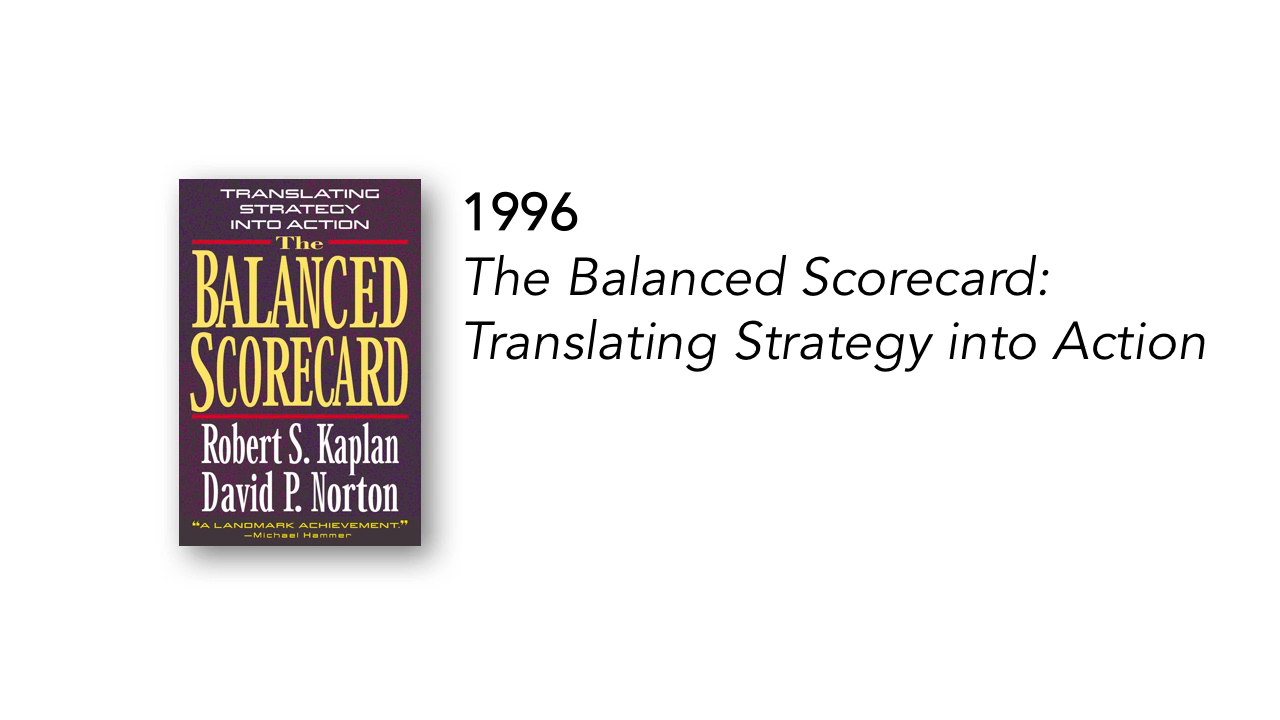 TRANSLATING
STRATEGY
INTO ACTION
The
BALANCED
SCORECARD
Robert S. Kaplan
David P. Norton
“A LANDMARK ACHIEVEMENT.”
—Michael Hammer
1996
The Balanced Scorecard:
Translating Strategy into Action